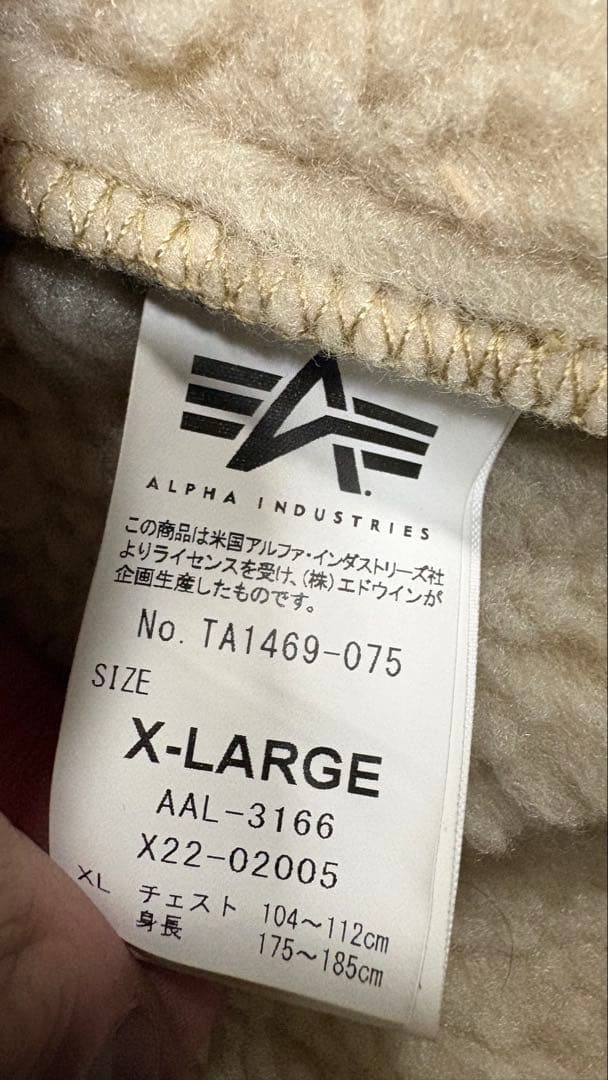 ALPHA INDUSTRIES
この商品は米国アルファ・インダストリーズ社
よりライセンスを受け、(株)エドウインが
企画生産したものです。
No. TA1469-075
SIZE
X-LARGE
AAL-3166
X22-02005
XL チェスト 104～112cm
身長 175～185cm